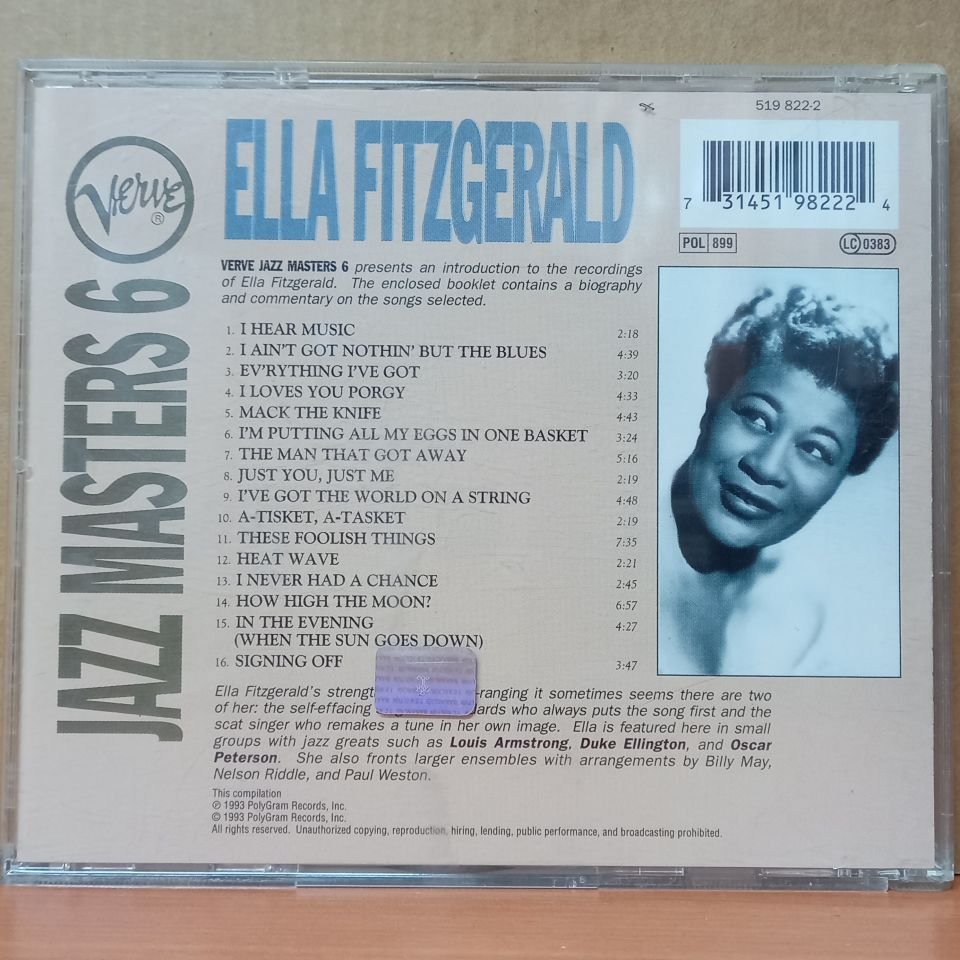 519 822-2
VERVE®
ELLA FITZGERALD
7 31451 98222 4
POL 899
LC 0383
JAZZ MASTERS 6
VERVE JAZZ MASTERS 6 presents an introduction to the recordings
of Ella Fitzgerald. The enclosed booklet contains a biography
and commentary on the songs selected.
1. I HEAR MUSIC 2:18
2. I AIN'T GOT NOTHIN' BUT THE BLUES 4:39
3. EV'RYTHING I'VE GOT 3:20
4. I LOVES YOU PORGY 4:33
5. MACK THE KNIFE 4:43
6. I'M PUTTING ALL MY EGGS IN ONE BASKET 3:24
7. THE MAN THAT GOT AWAY 5:16
8. JUST YOU, JUST ME 2:19
9. I'VE GOT THE WORLD ON A STRING 4:48
10. A-TISKET, A-TASKET 2:19
11. THESE FOOLISH THINGS 7:35
12. HEAT WAVE 2:21
13. I NEVER HAD A CHANCE 2:45
14. HOW HIGH THE MOON? 6:57
15. IN THE EVENING 4:27
(WHEN THE SUN GOES DOWN)
16. SIGNING OFF 3:47
Ella Fitzgerald's strengt -ranging it sometimes seems there are two
of her: the self-effacing ards who always puts the song first and the
scat singer who remakes a tune in her own image. Ella is featured here in small
groups with jazz greats such as Louis Armstrong, Duke Ellington, and Oscar
Peterson. She also fronts larger ensembles with arrangements by Billy May,
Nelson Riddle, and Paul Weston.
This compilation
℗ 1993 PolyGram Records, Inc.
© 1993 PolyGram Records, Inc.
All rights reserved. Unauthorized copying, reproduction, hiring, lending, public performance, and broadcasting prohibited.